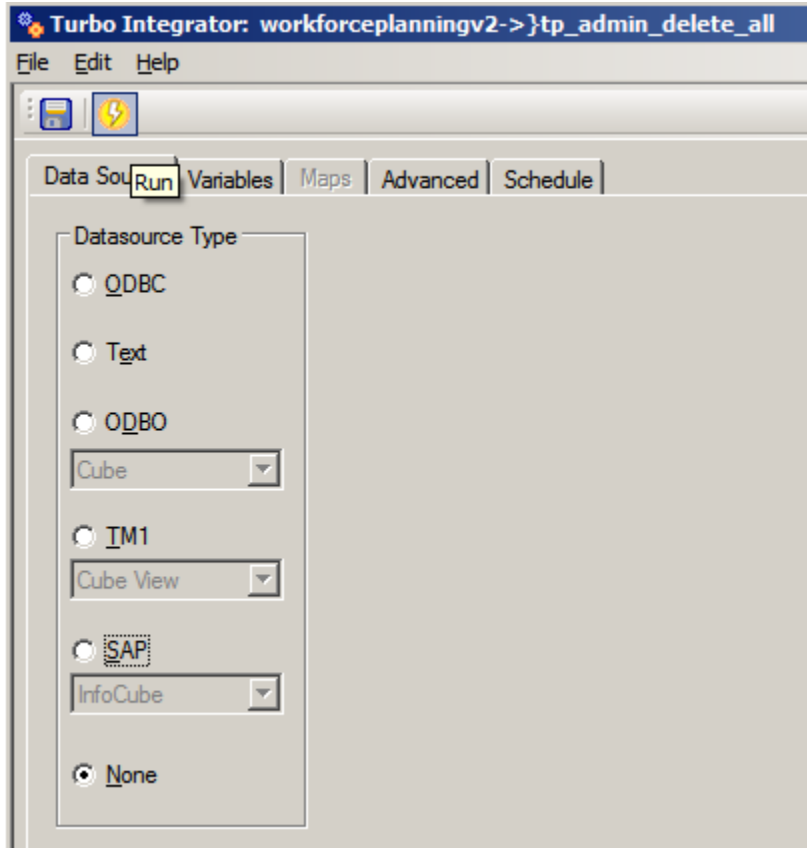 Turbo Integrator: workforceplanningv2->}tp_admin_delete_all
File Edit Help
Data Sou Run Variables Maps Advanced Schedule
Datasource Type
ODBC
Text
ODBO
Cube
TM1
Cube View
SAP
InfoCube
None